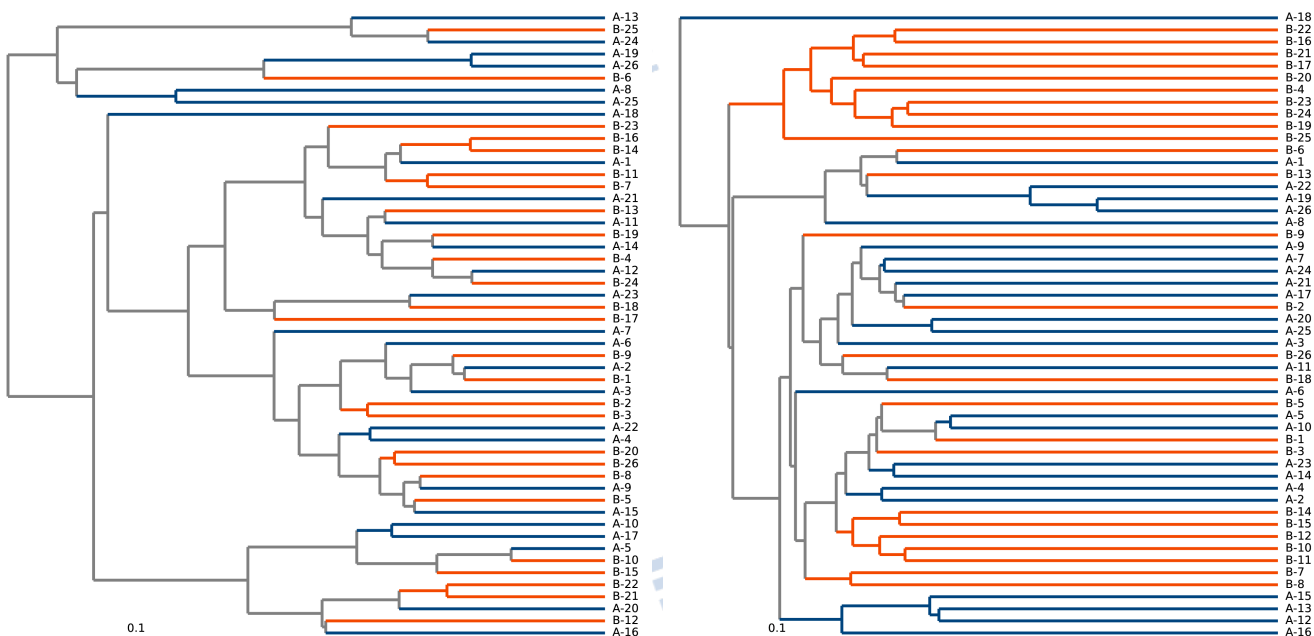 A-13
B-25
A-24
A-19
A-26
B-6
A-8
A-25
A-18
B-23
B-16
B-14
A-1
B-11
B-7
A-21
B-13
A-11
B-19
A-14
B-4
A-12
B-24
A-23
B-18
B-17
A-7
A-6
B-9
A-2
B-1
A-3
B-2
B-3
A-22
A-4
B-20
B-26
B-8
A-9
B-5
A-15
A-10
A-17
A-5
B-10
B-15
B-22
B-21
A-20
B-12
A-16
0.1
A-18
B-22
B-16
B-21
B-17
B-20
B-4
B-23
B-24
B-19
B-25
B-6
A-1
B-13
A-22
A-19
A-26
A-8
B-9
A-9
A-7
A-24
A-21
A-17
B-2
A-20
A-25
A-3
B-26
A-11
B-18
A-6
B-5
A-5
A-10
B-1
B-3
A-23
A-14
A-4
A-2
B-14
B-15
B-12
B-10
B-11
B-7
B-8
A-15
A-13
A-12
A-16
0.1